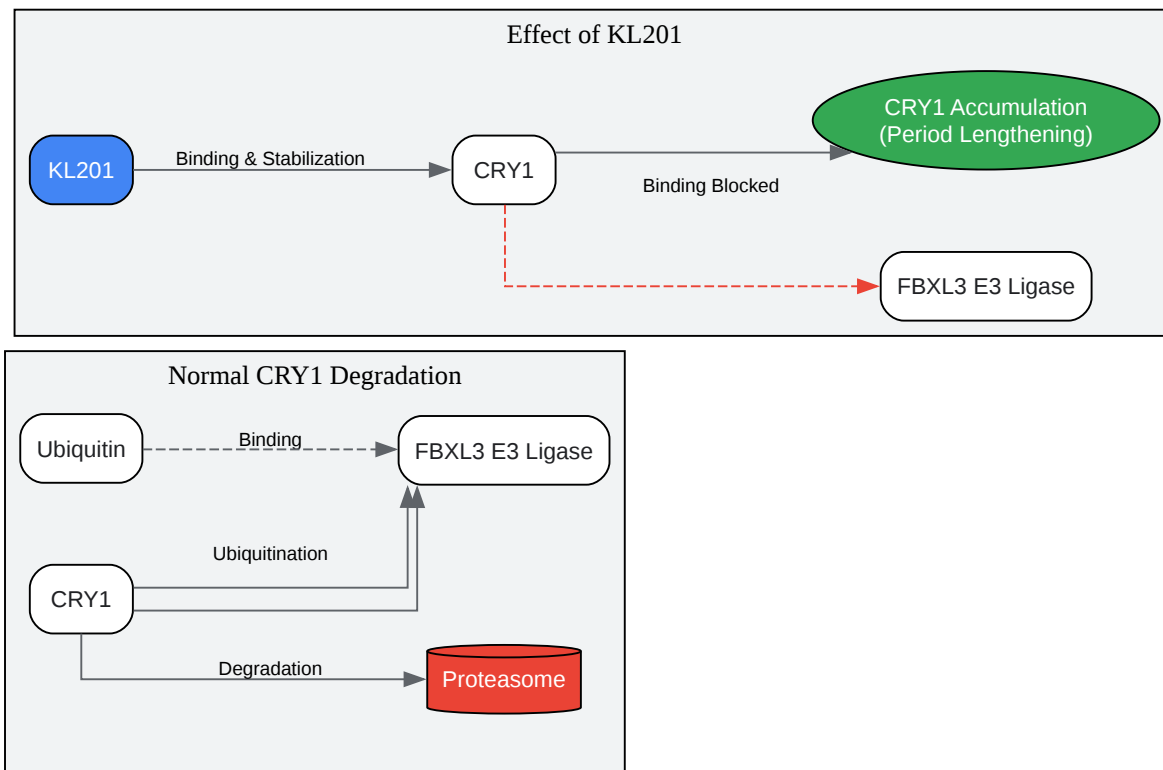 Effect of KL201
CRY1 Accumulation
(Period Lengthening)
KL201
Binding & Stabilization
CRY1
Binding Blocked
FBXL3 E3 Ligase
Normal CRY1 Degradation
Ubiquitin
Binding
FBXL3 E3 Ligase
Ubiquitination
CRY1
Degradation
Proteasome